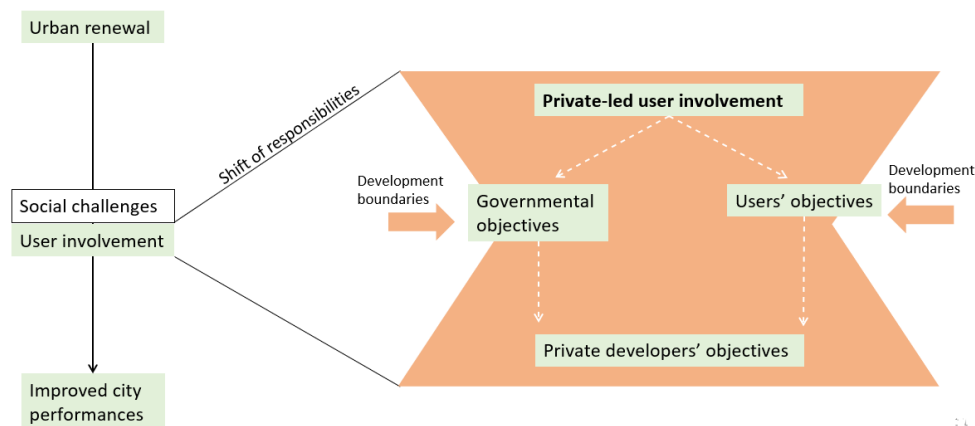 Urban renewal
Social challenges
User involvement
Improved city
performances
Shift of responsibilities
Private-led user involvement
Development
boundaries
Governmental
objectives
Users' objectives
Development
boundaries
Private developers' objectives